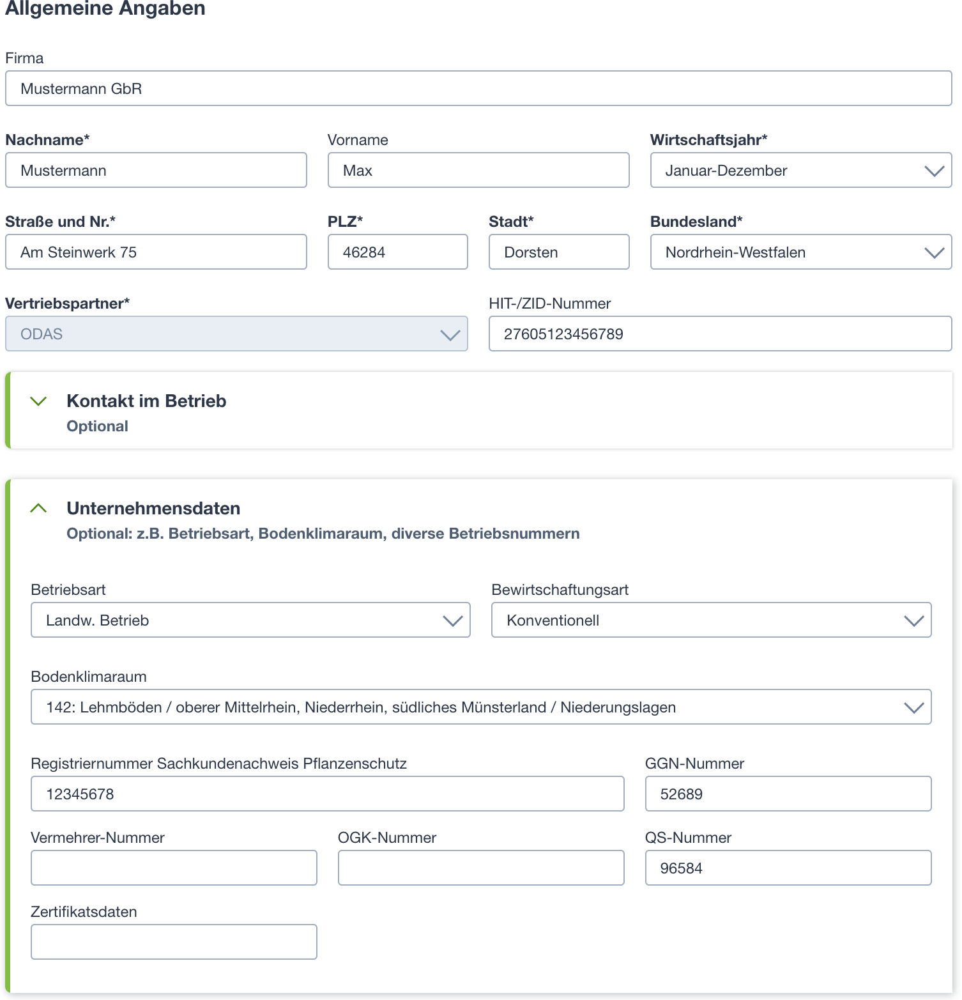 Allgemeine Angaben
Firma
Mustermann GbR
Nachname* Vorname Wirtschaftsjahr*
Mustermann Max Januar-Dezember
Straße und Nr.* PLZ* Stadt* Bundesland*
Am Steinwerk 75 46284 Dorsten Nordrhein-Westfalen
Vertriebspartner* HIT-/ZID-Nummer
ODAS 27605123456789
Kontakt im Betrieb
Optional
Unternehmensdaten
Optional: z.B. Betriebsart, Bodenklimaraum, diverse Betriebsnummern
Betriebsart Bewirtschaftungsart
Landw. Betrieb Konventionell
Bodenklimaraum
142: Lehmböden / oberer Mittelrhein, Niederrhein, südliches Münsterland / Niederungslagen
Registriernummer Sachkundenachweis Pflanzenschutz GGN-Nummer
12345678 52689
Vermehrer-Nummer OGK-Nummer QS-Nummer
96584
Zertifikatsdaten